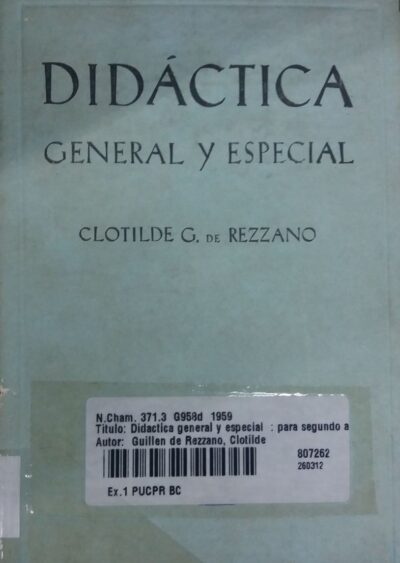 DIDÁCTICA
GENERAL Y ESPECIAL
CLOTILDE G. DE REZZANO
N.Cham. 371.3 G958d 1959
Título: Didactica general y especial : para segundo a
Autor: Guillen de Rezzano, Clotilde
807262
260312
Ex.1 PUCPR BC